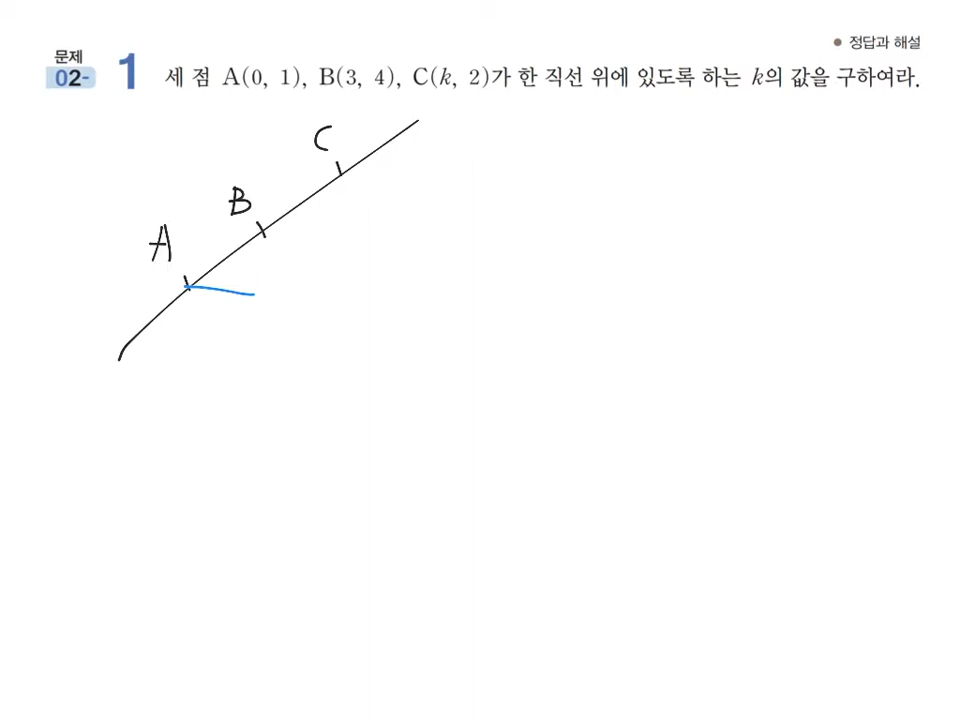 ● 정답과 해설
문제
02- 1 세 점 A(0, 1), B(3, 4), C(k, 2)가 한 직선 위에 있도록 하는 k의 값을 구하여라.
C
B
A